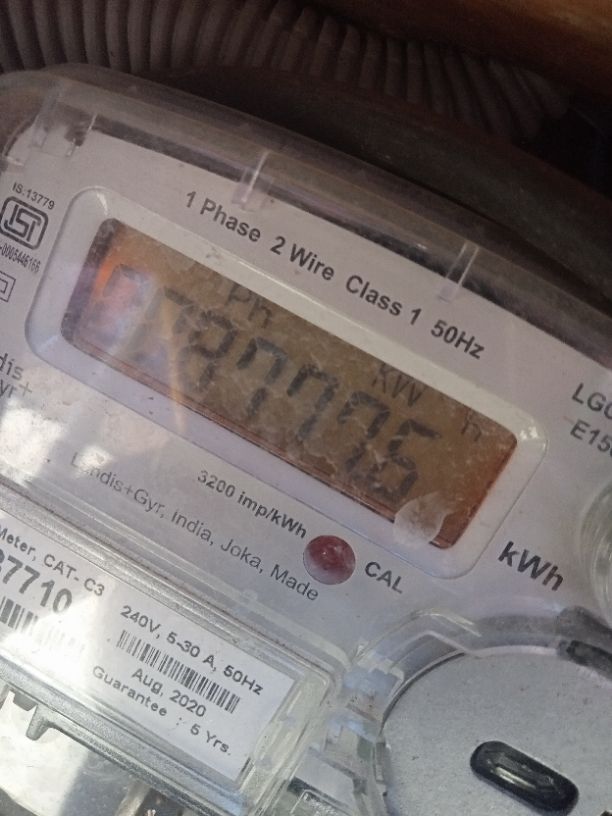 IS:13779
1 Phase 2 Wire Class 1 50Hz
KW h
3200 imp/kWh
Landis+Gyr, India, Joka, Made
CAL
kWh
Meter, CAT- C3
7710
240V, 5-30 A, 50Hz
Aug, 2020
Guarantee : 5 Yrs.